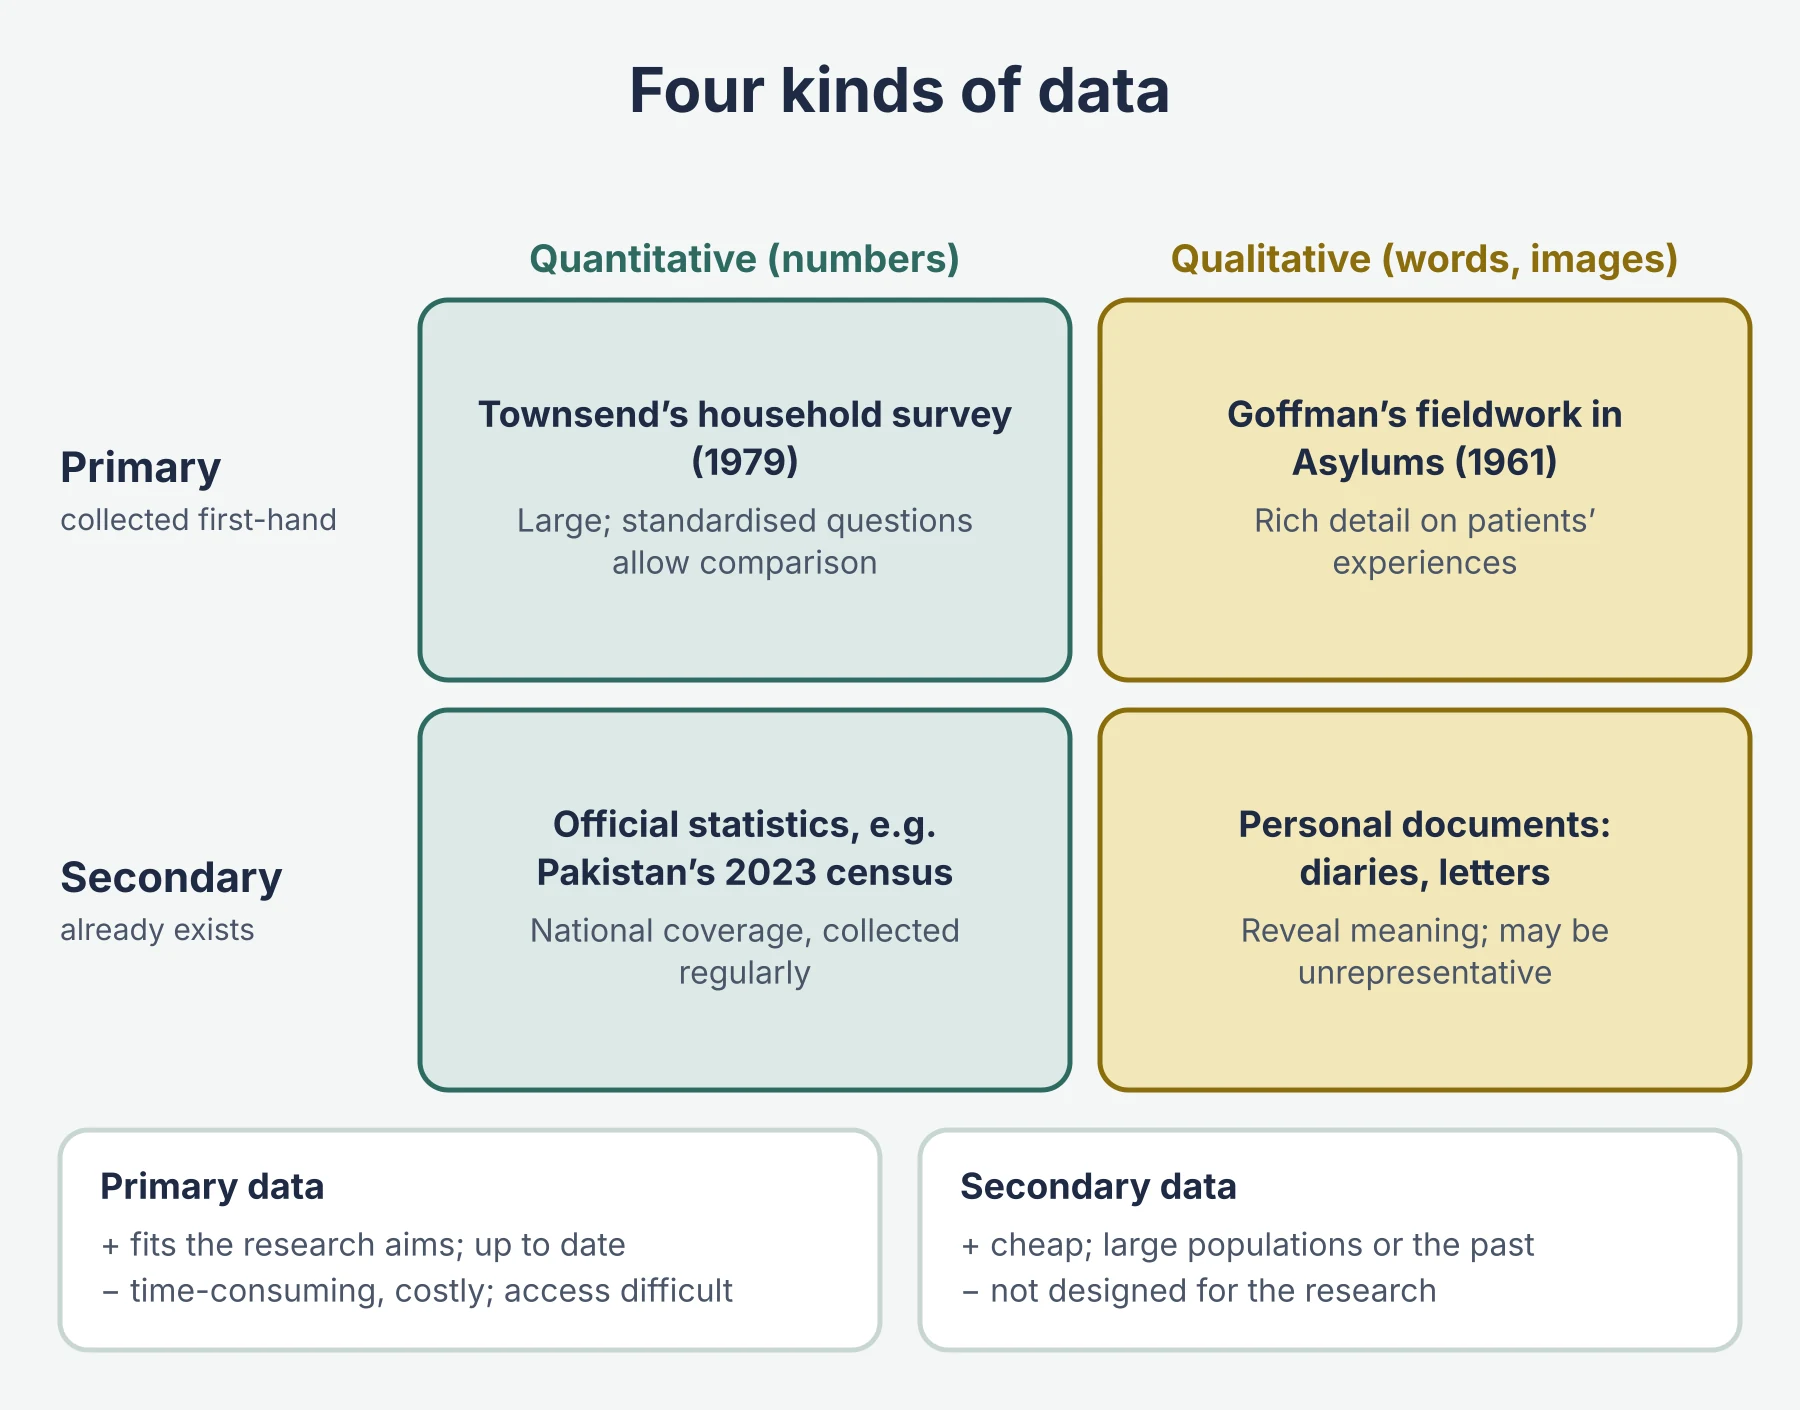 Four kinds of data
Quantitative (numbers)
Qualitative (words, images)
Primary
collected first-hand
Townsend’s household survey
(1979)
Large; standardised questions
allow comparison
Goffman’s fieldwork in
Asylums (1961)
Rich detail on patients’
experiences
Secondary
already exists
Official statistics, e.g.
Pakistan’s 2023 census
National coverage, collected
regularly
Personal documents:
diaries, letters
Reveal meaning; may be
unrepresentative
Primary data
+ fits the research aims; up to date
− time-consuming, costly; access difficult
Secondary data
+ cheap; large populations or the past
− not designed for the research